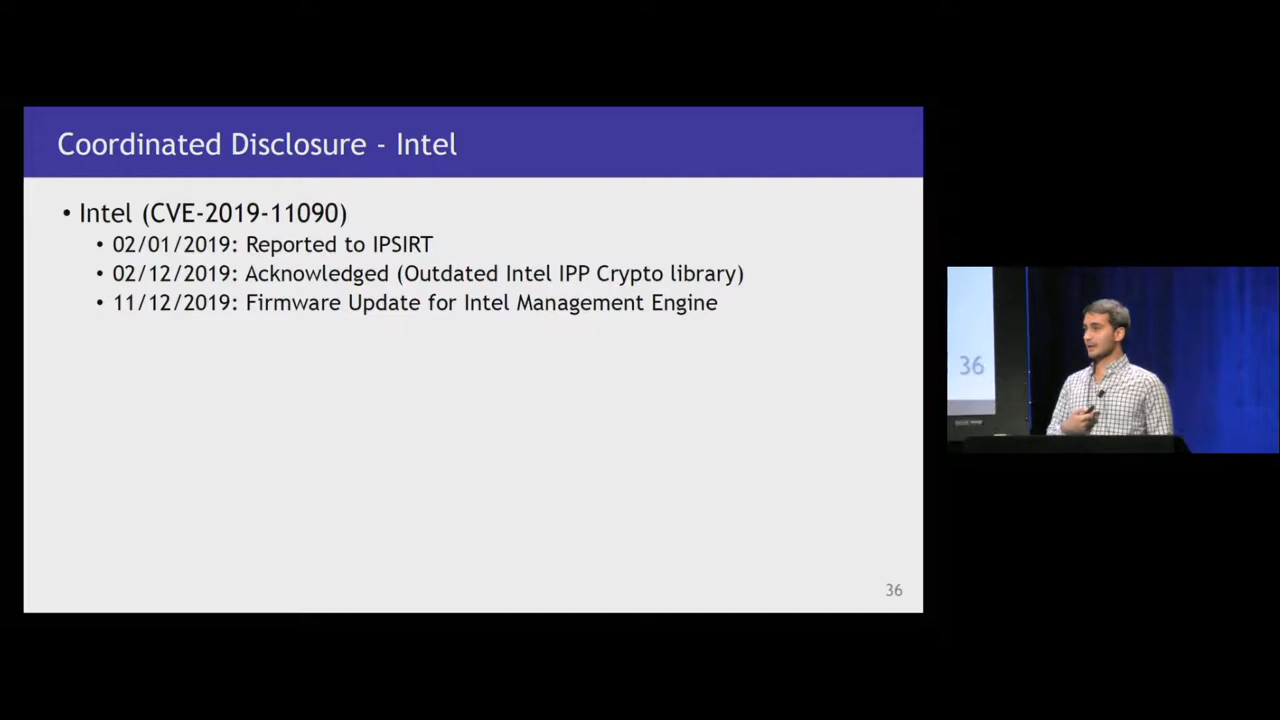 Coordinated Disclosure - Intel
• Intel (CVE-2019-11090)
• 02/01/2019: Reported to IPSIRT
• 02/12/2019: Acknowledged (Outdated Intel IPP Crypto library)
• 11/12/2019: Firmware Update for Intel Management Engine
36
36